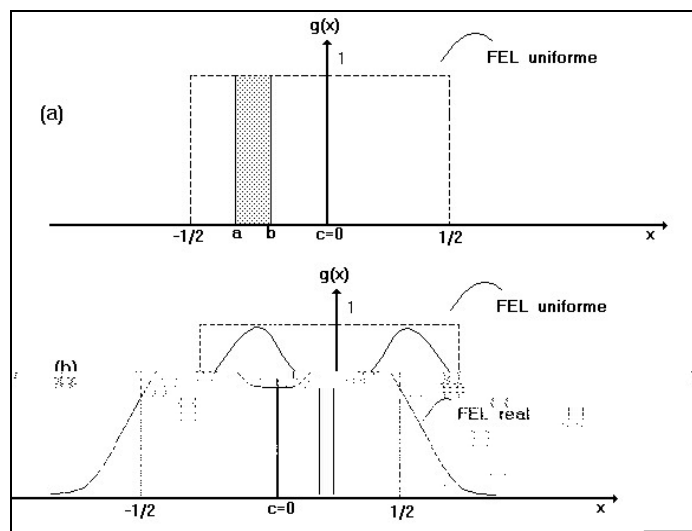 g(x)
1
FEL uniforme
(a)
-1/2 a b c=0 1/2 x
g(x)
1
FEL uniforme
(b)
FEL real
-1/2 c=0 1/2 x